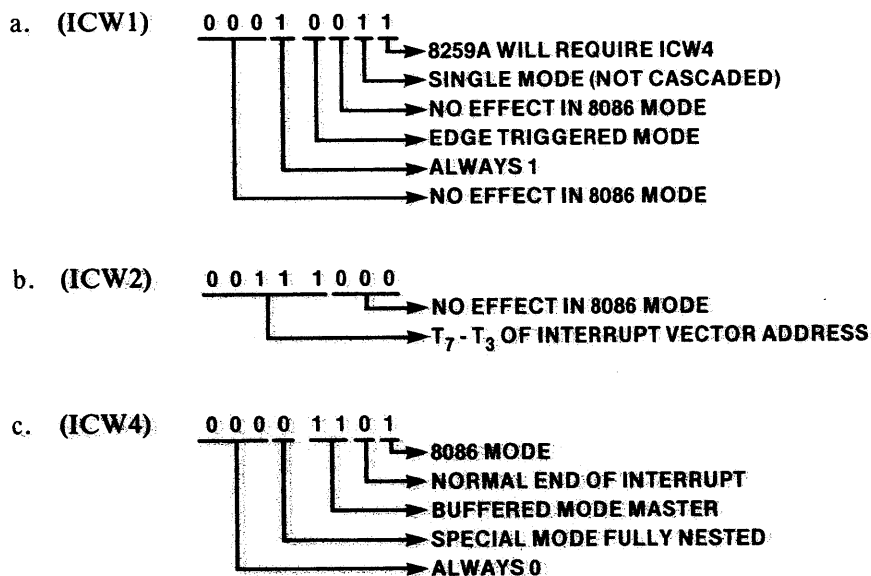 a. (ICW1) 0 0 0 1 0 0 1 1
8259A WILL REQUIRE ICW4
SINGLE MODE (NOT CASCADED)
NO EFFECT IN 8086 MODE
EDGE TRIGGERED MODE
ALWAYS 1
NO EFFECT IN 8086 MODE
b. (ICW2) 0 0 1 1 1 0 0 0
NO EFFECT IN 8086 MODE
T7 - T3 OF INTERRUPT VECTOR ADDRESS
c. (ICW4) 0 0 0 0 1 1 0 1
8086 MODE
NORMAL END OF INTERRUPT
BUFFERED MODE MASTER
SPECIAL MODE FULLY NESTED
ALWAYS 0